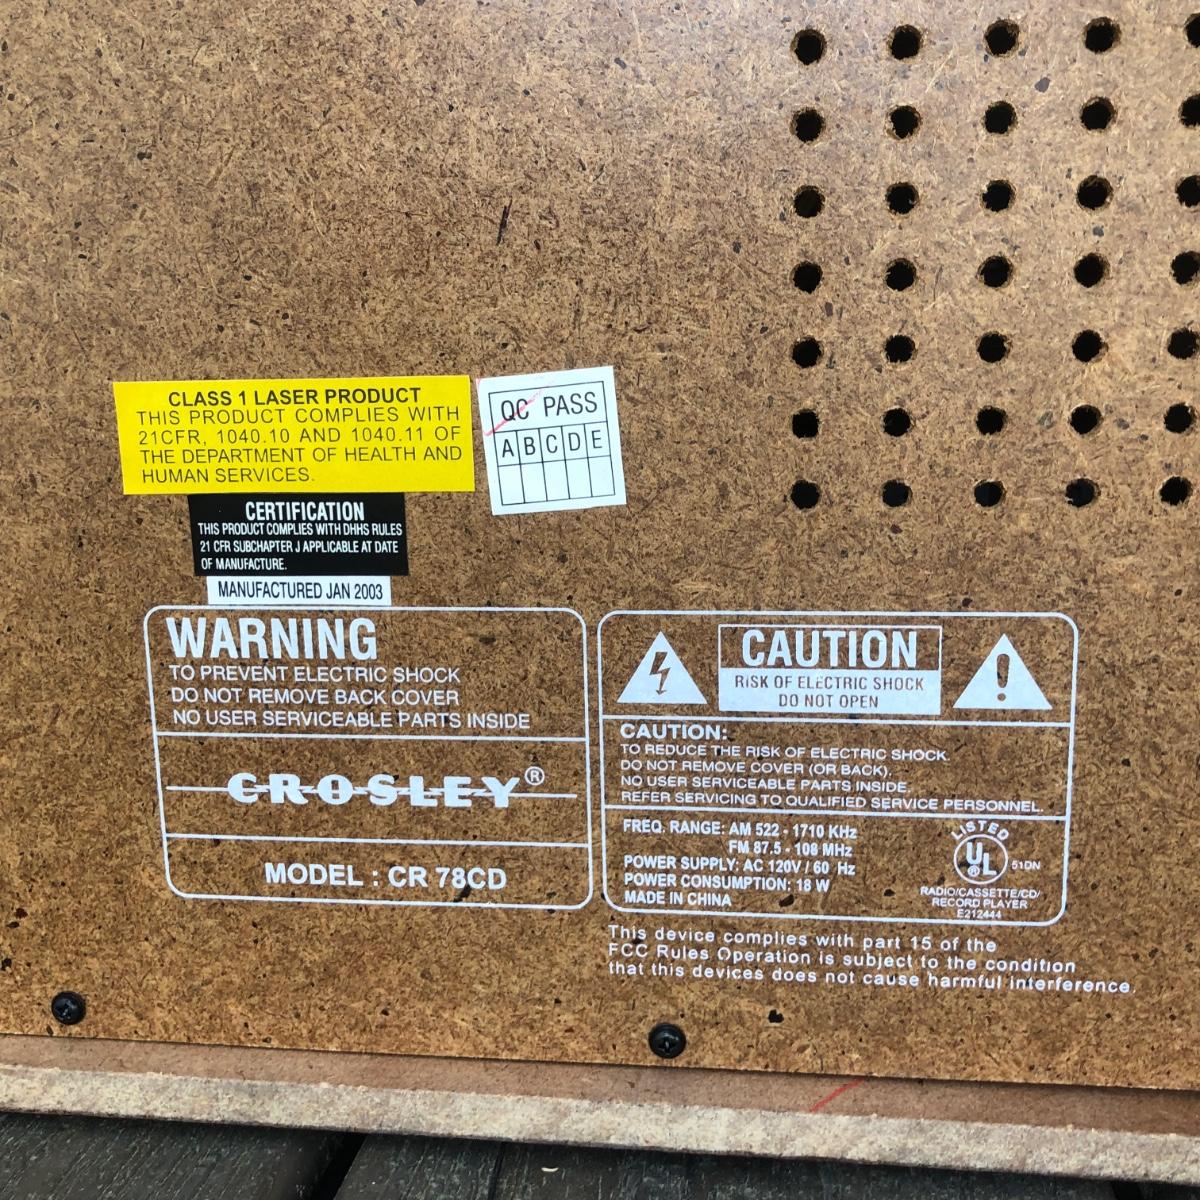 CLASS 1 LASER PRODUCT
THIS PRODUCT COMPLIES WITH
21CFR, 1040.10 AND 1040.11 OF
THE DEPARTMENT OF HEALTH AND
HUMAN SERVICES.
QC PASS
A B C D E
CERTIFICATION
THIS PRODUCT COMPLIES WITH DHHS RULES
21 CFR SUBCHAPTER J APPLICABLE AT DATE
OF MANUFACTURE.
MANUFACTURED JAN 2003
WARNING
TO PREVENT ELECTRIC SHOCK
DO NOT REMOVE BACK COVER
NO USER SERVICEABLE PARTS INSIDE
CROSLEY®
MODEL : CR 78CD
CAUTION
RISK OF ELECTRIC SHOCK
DO NOT OPEN
CAUTION:
TO REDUCE THE RISK OF ELECTRIC SHOCK.
DO NOT REMOVE COVER (OR BACK).
NO USER SERVICEABLE PARTS INSIDE.
REFER SERVICING TO QUALIFIED SERVICE PERSONNEL.
FREQ. RANGE: AM 522 - 1710 KHz
FM 87.5 - 108 MHz
POWER SUPPLY: AC 120V / 60 Hz
POWER CONSUMPTION: 18 W
MADE IN CHINA
LISTED
UL® 51DN
RADIO/CASSETTE/CD/
RECORD PLAYER
E212444
This device complies with part 15 of the
FCC Rules Operation is subject to the condition
that this devices does not cause harmful interference.